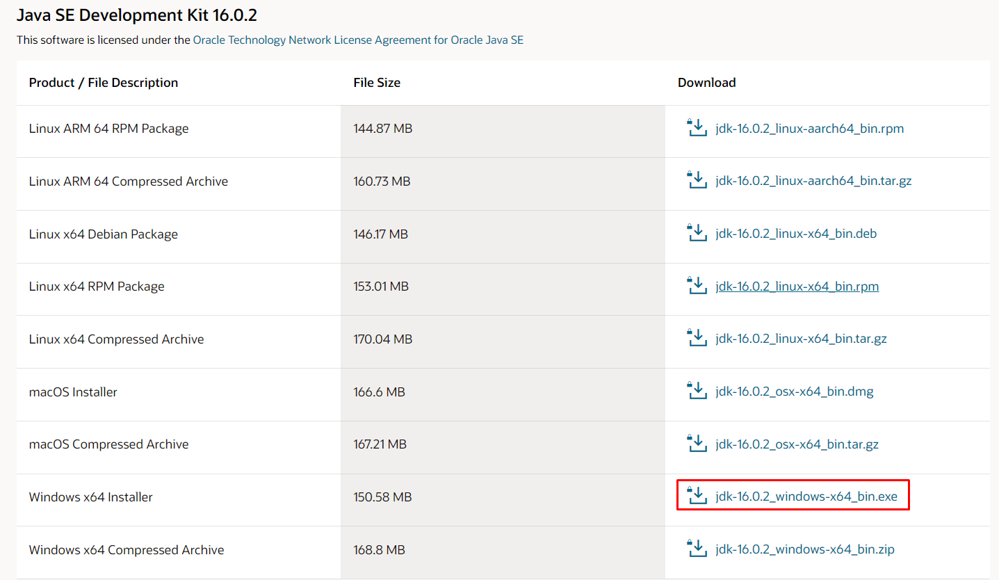 Java SE Development Kit 16.0.2
This software is licensed under the Oracle Technology Network License Agreement for Oracle Java SE
Product / File Description File Size Download
Linux ARM 64 RPM Package 144.87 MB jdk-16.0.2_linux-aarch64_bin.rpm
Linux ARM 64 Compressed Archive 160.73 MB jdk-16.0.2_linux-aarch64_bin.tar.gz
Linux x64 Debian Package 146.17 MB jdk-16.0.2_linux-x64_bin.deb
Linux x64 RPM Package 153.01 MB jdk-16.0.2_linux-x64_bin.rpm
Linux x64 Compressed Archive 170.04 MB jdk-16.0.2_linux-x64_bin.tar.gz
macOS Installer 166.6 MB jdk-16.0.2_osx-x64_bin.dmg
macOS Compressed Archive 167.21 MB jdk-16.0.2_osx-x64_bin.tar.gz
Windows x64 Installer 150.58 MB jdk-16.0.2_windows-x64_bin.exe
Windows x64 Compressed Archive 168.8 MB jdk-16.0.2_windows-x64_bin.zip